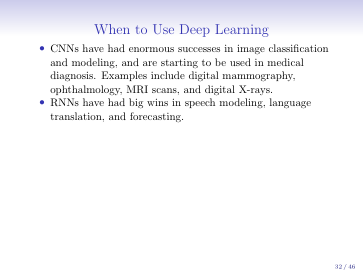 When to Use Deep Learning
• CNNs have had enormous successes in image classification
and modeling, and are starting to be used in medical
diagnosis. Examples include digital mammography,
ophthalmology, MRI scans, and digital X-rays.
• RNNs have had big wins in speech modeling, language
translation, and forecasting.
32 / 46